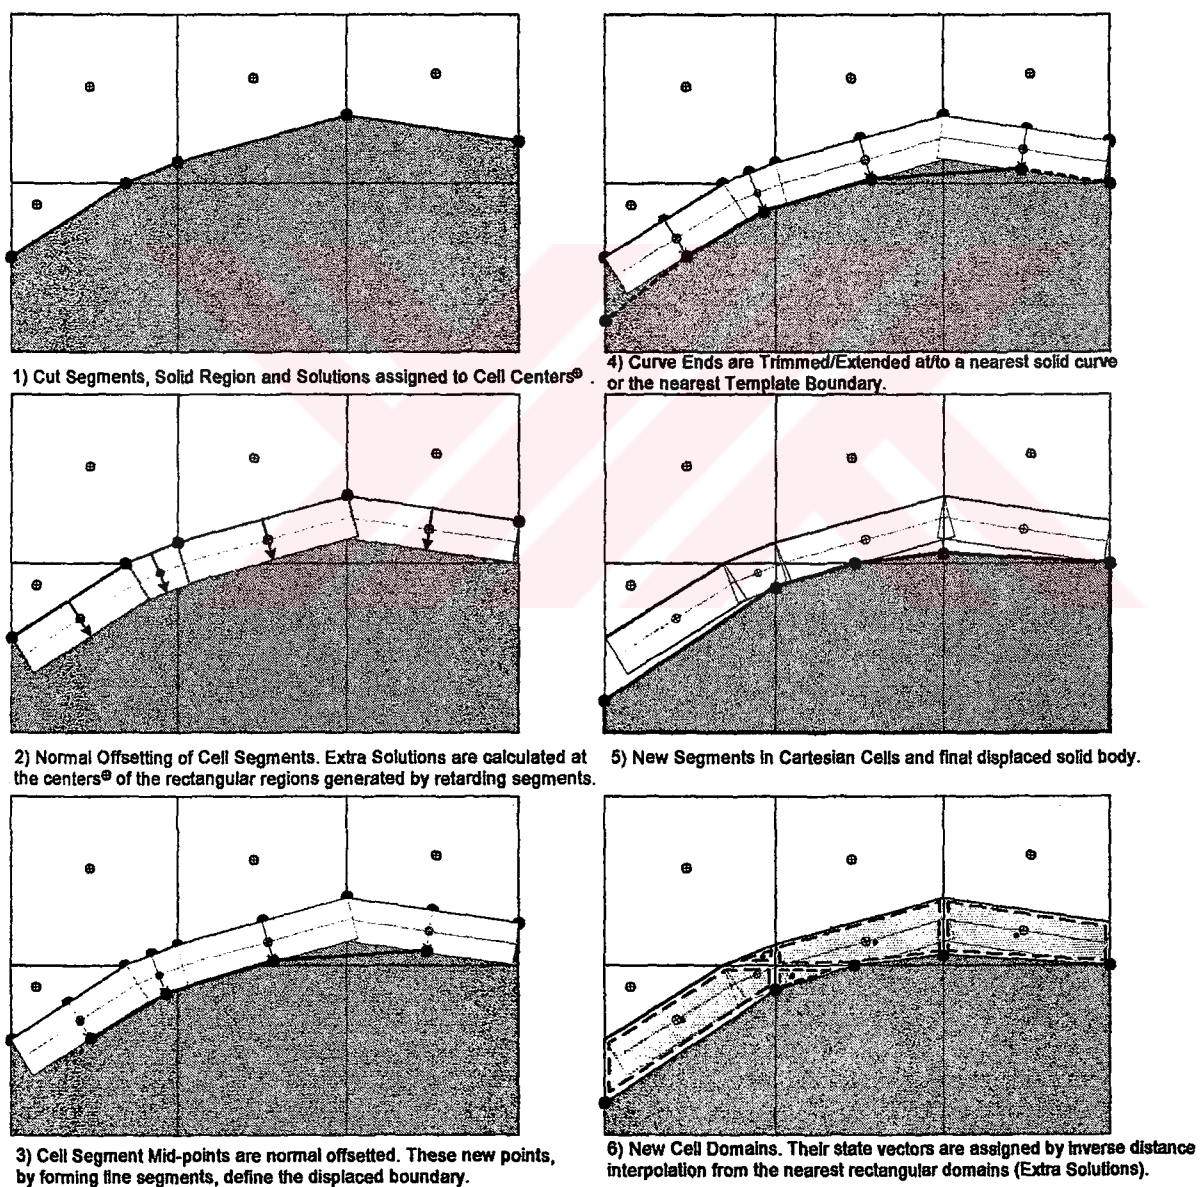 1) Cut Segments, Solid Region and Solutions assigned to Cell Centers⊕ .
2) Normal Offsetting of Cell Segments. Extra Solutions are calculated at
the centers⊕ of the rectangular regions generated by retarding segments.
3) Cell Segment Mid-points are normal offsetted. These new points,
by forming line segments, define the displaced boundary.
4) Curve Ends are Trimmed/Extended at/to a nearest solid curve
or the nearest Template Boundary.
5) New Segments in Cartesian Cells and final displaced solid body.
6) New Cell Domains. Their state vectors are assigned by inverse distance
interpolation from the nearest rectangular domains (Extra Solutions).